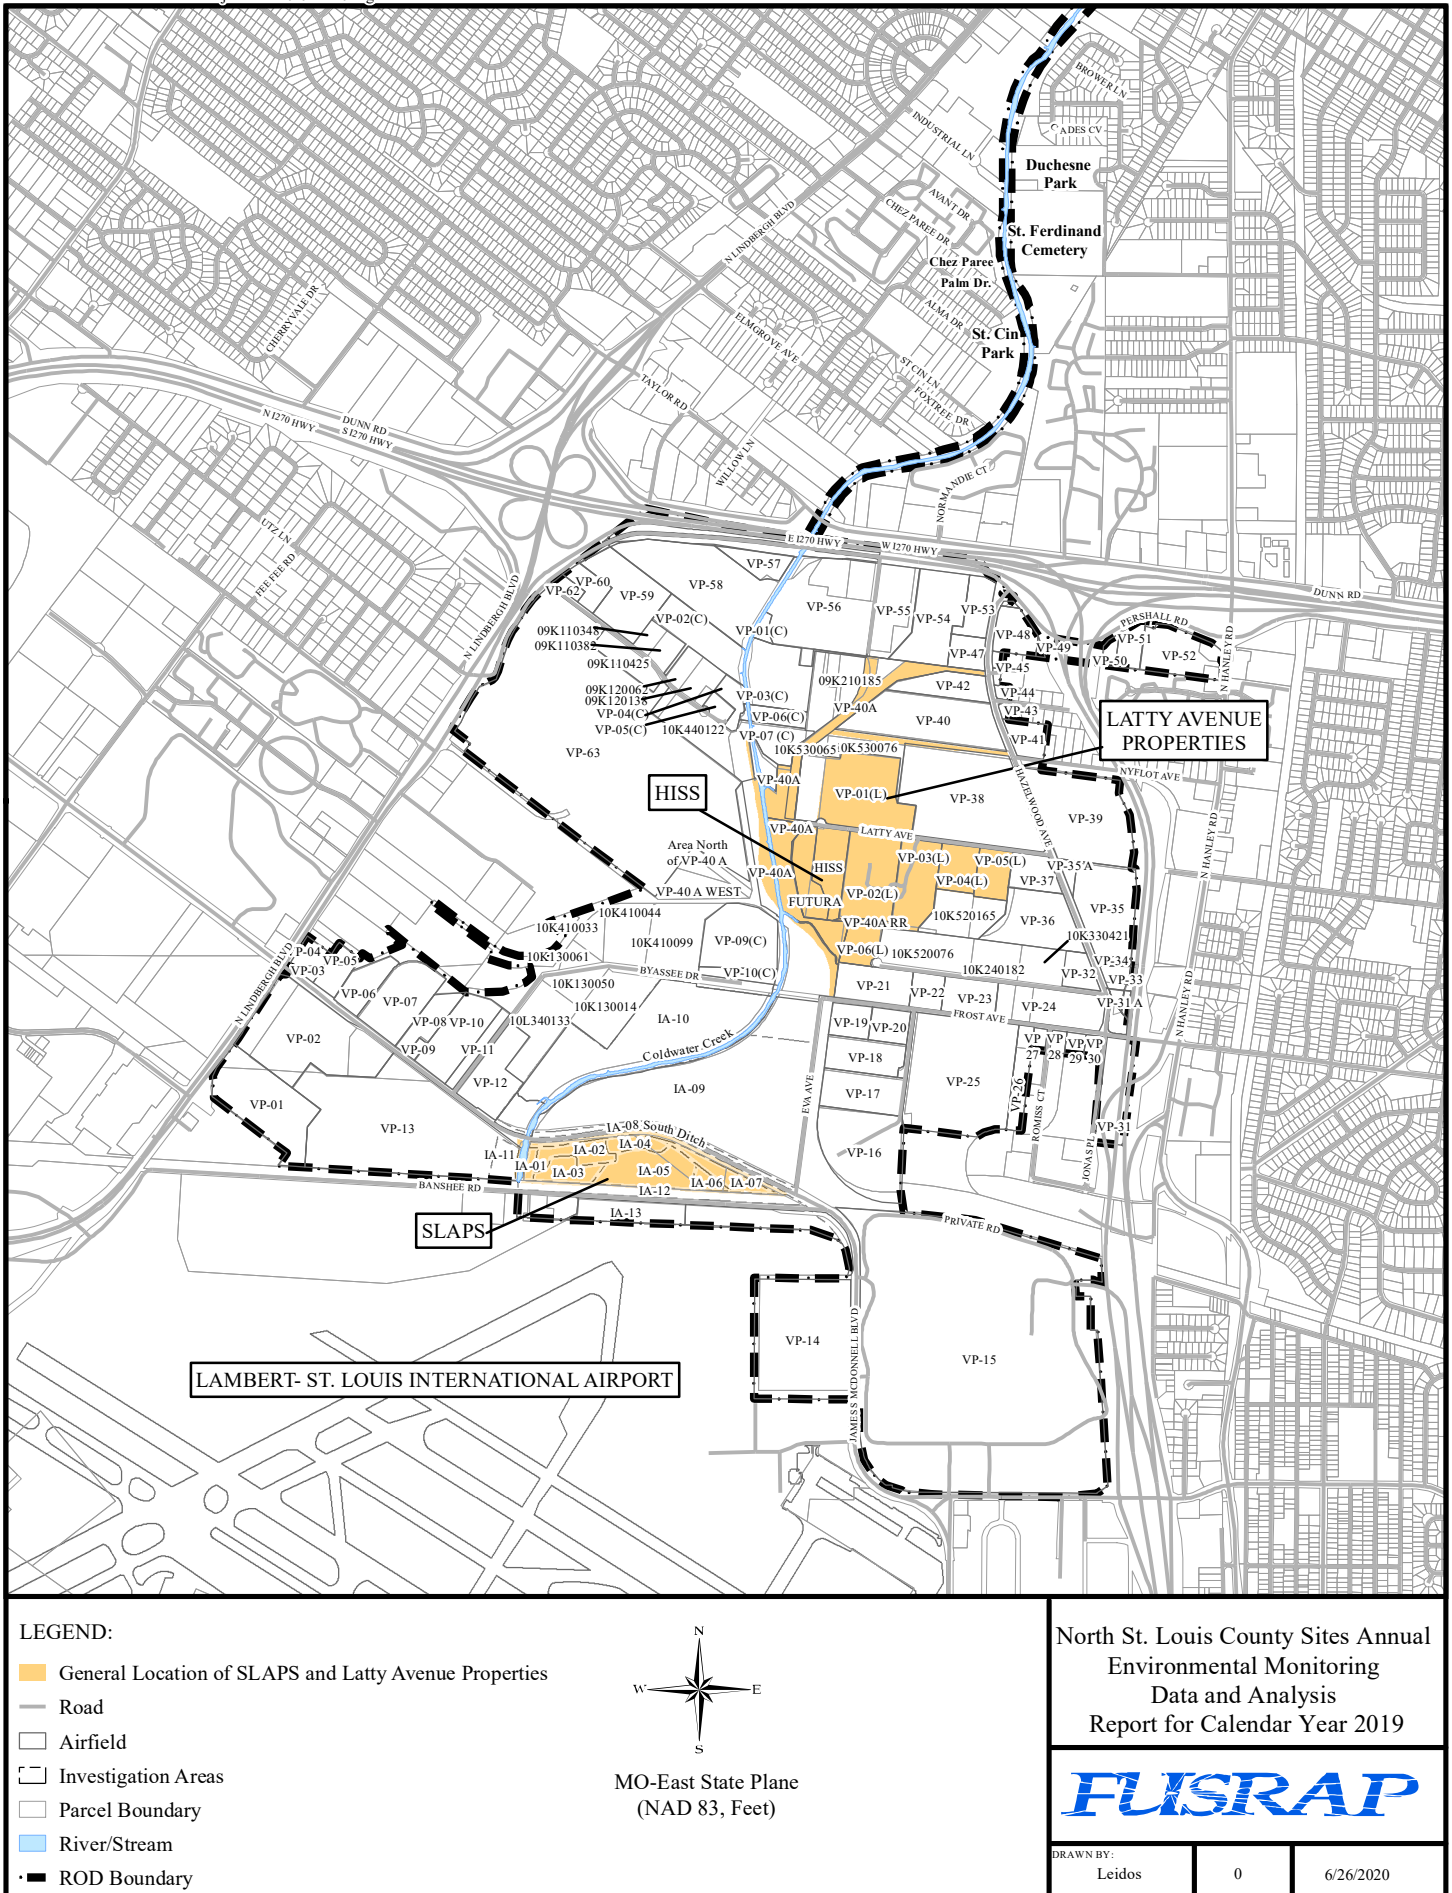 BROWER LN
CADES CV
INDUSTRIAL LN
Duchesne
Park
AVANT DR
CHEZ PAREE DR
N LINDBERGH BLVD
St. Ferdinand
Cemetery
Chez Paree
Palm Dr.
CHERRYVALE DR
ALMA DR
ELMGROVE AVE
St. Cin
Park
ST CIN LN
TAYLOR RD
FOXTREE DR
N I270 HWY
DUNN RD
S I270 HWY
WILLOW LN
NORMANDIE CT
UTZ LN
FEE FEE RD
E I270 HWY
W I270 HWY
N LINDBERGH BLVD
DUNN RD
VP-57
VP-60
VP-62
VP-59
VP-58
VP-56
VP-55
VP-54
VP-53
PERSHALL RD
VP-02(C)
09K110348
09K110382
09K110425
VP-01(C)
VP-48
VP-49
VP-51
VP-50
VP-52
N HANLEY RD
VP-47
VP-45
09K210185
VP-42
VP-44
VP-43
09K120062
09K120138
VP-04(C)
VP-05(C)
10K440122
VP-03(C)
VP-06(C)
VP-07 (C)
VP-40A
VP-40
VP-41
LATTY AVENUE
PROPERTIES
VP-63
10K530065
10K530076
NYFLOT AVE
HISS
VP-40A
VP-01(L)
VP-38
HAZELWOOD AVE
VP-39
N HANLEY RD
VP-40A
LATTY AVE
Area North
of VP-40 A
VP-40A
HISS
VP-03(L)
VP-05(L)
VP-35 A
VP-04(L)
VP-37
VP-40 A WEST
FUTURA
VP-02(L)
VP-35
10K410044
10K410033
VP-40A RR
10K520165
VP-36
10K330421
10K410099
VP-09(C)
10K130061
VP-06(L)
10K520076
10K240182
N LINDBERGH BLVD
VP-05
VP-03
BYASSEE DR
VP-10(C)
VP-32
VP-34
VP-33
N HANLEY RD
VP-06
VP-07
10K130050
10K130014
VP-21
VP-22
VP-23
VP-24
VP-31 A
FROST AVE
VP-08
VP-10
10L340133
IA-10
VP-19
VP-20
VP-02
VP-09
VP-11
Coldwater Creek
VP-18
VP
27
VP
28
VP
29
VP
30
VP-12
IA-09
EVA AVE
VP-17
VP-25
VP-26
ROMISS CT
VP-01
VP-13
IA-08 South Ditch
VP-31
JONAS PL
IA-11
IA-01
IA-02
IA-04
IA-03
IA-05
IA-06
IA-07
VP-16
BANSHEE RD
IA-12
IA-13
SLAPS
PRIVATE RD
VP-14
VP-15
JAMES S MCDONNELL BLVD
LAMBERT- ST. LOUIS INTERNATIONAL AIRPORT
LEGEND:
General Location of SLAPS and Latty Avenue Properties
Road
Airfield
Investigation Areas
Parcel Boundary
River/Stream
ROD Boundary
N
W
E
S
MO-East State Plane
(NAD 83, Feet)
North St. Louis County Sites Annual
Environmental Monitoring
Data and Analysis
Report for Calendar Year 2019
FUSRAP
DRAWN BY:
Leidos
0
6/26/2020